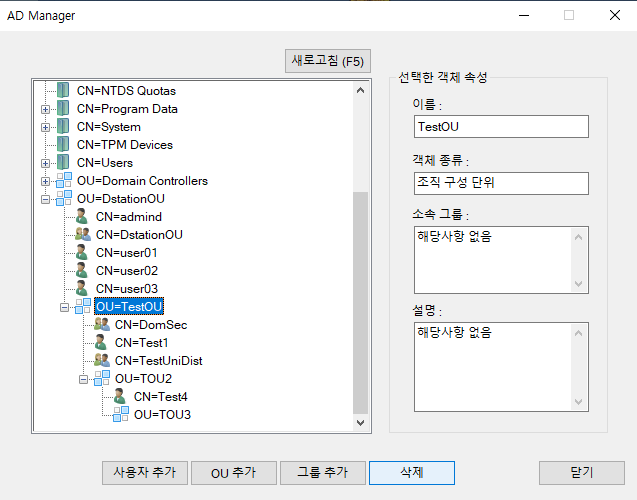 AD Manager
새로고침 (F5)
CN=NTDS Quotas
CN=Program Data
CN=System
CN=TPM Devices
CN=Users
OU=Domain Controllers
OU=DstationOU
CN=admind
CN=DstationOU
CN=user01
CN=user02
CN=user03
OU=TestOU
CN=DomSec
CN=Test1
CN=TestUniDist
OU=TOU2
CN=Test4
OU=TOU3
선택한 객체 속성
이름 :
TestOU
객체 종류 :
조직 구성 단위
소속 그룹 :
해당사항 없음
설명 :
해당사항 없음
사용자 추가
OU 추가
그룹 추가
삭제
닫기